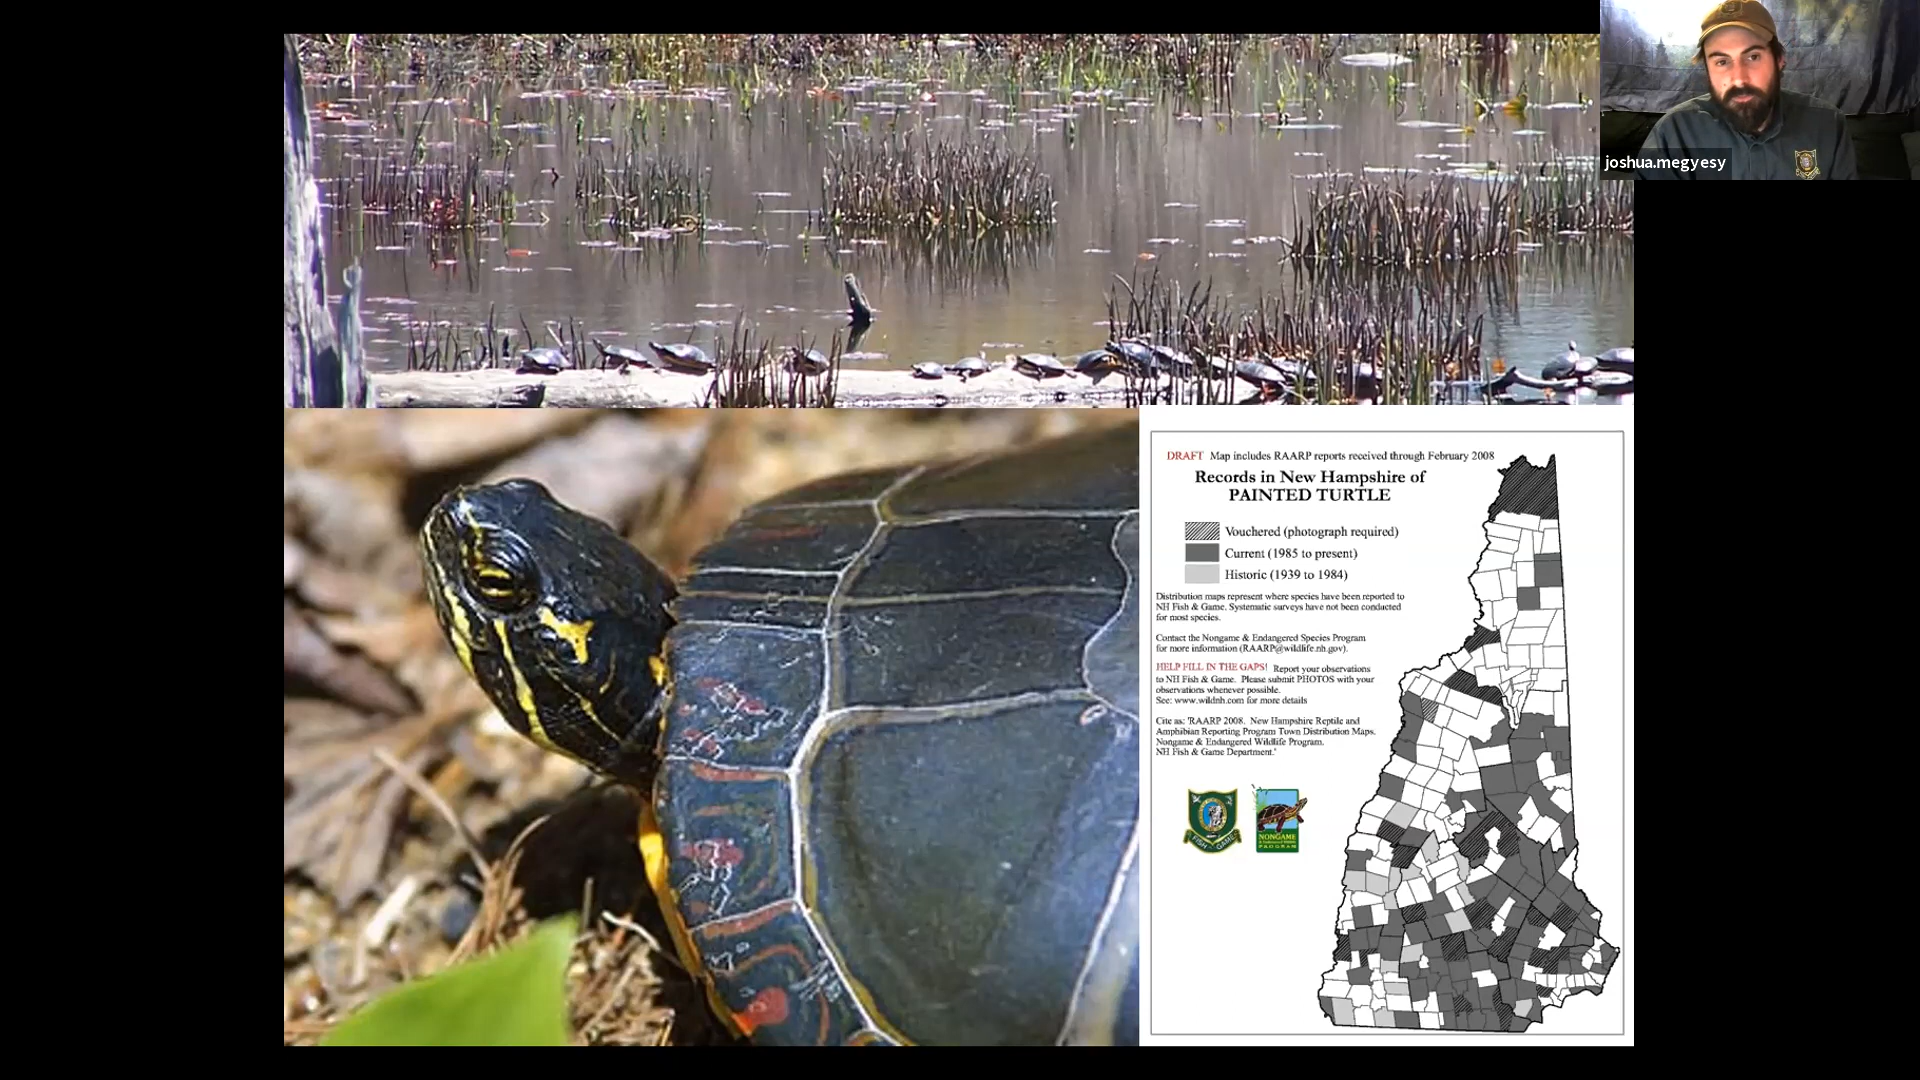 joshua.megyesy
DRAFT Map includes RAARP reports received through February 2008
Records in New Hampshire of
PAINTED TURTLE
Vouchered (photograph required)
Current (1985 to present)
Historic (1939 to 1984)
Distribution maps represent where species have been reported to
NH Fish & Game. Systematic surveys have not been conducted
for most species.
Contact the Nongame & Endangered Species Program
for more information (RAARP@wildlife.nh.gov).
HELP FILL IN THE GAPS! Report your observations
to NH Fish & Game. Please submit PHOTOS with your
observations whenever possible.
See: www.wildnh.com for more details
Cite as: 'RAARP 2008. New Hampshire Reptile and
Amphibian Reporting Program Town Distribution Maps.
Nongame & Endangered Wildlife Program.
NH Fish & Game Department.'
FISH GAME
NONGAME
PROGRAM